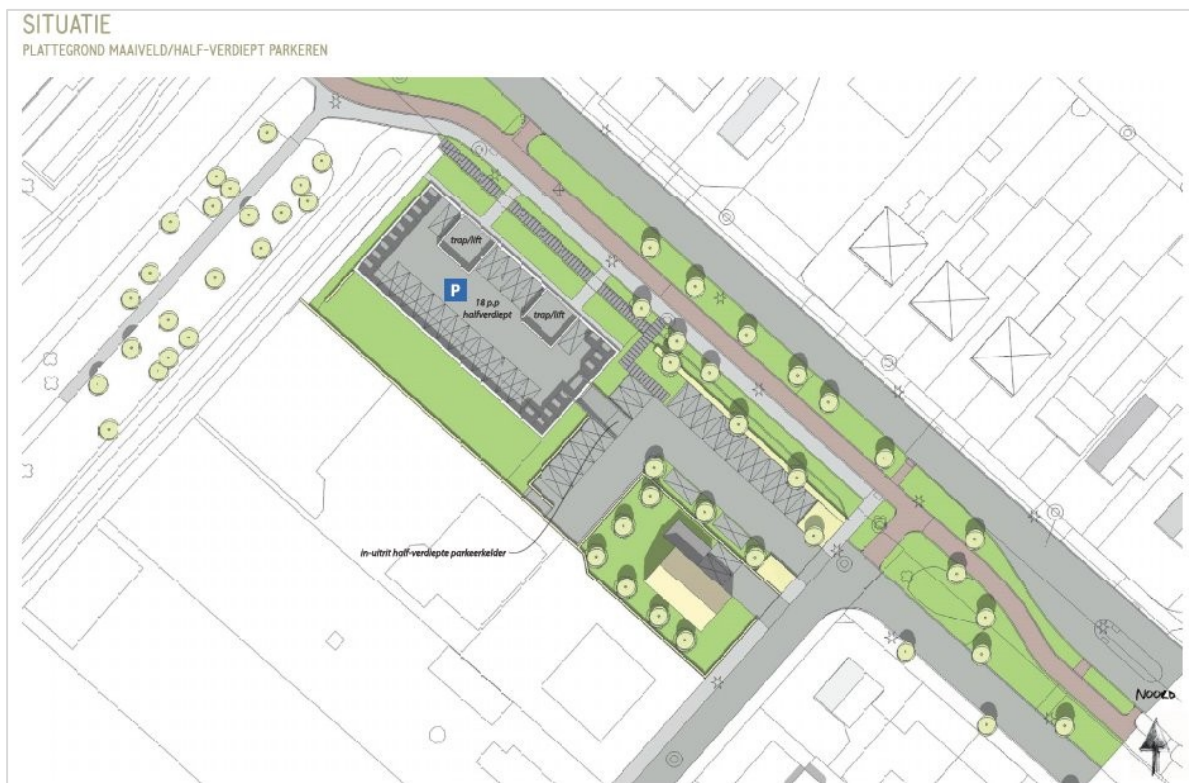 SITUATIE
PLATTEGROND MAAIVELD/HALF-VERDIEPT PARKEREN
trap/lift
P
18 p.p
halfverdiept
trap/lift
in-uitrit half-verdiepte parkeerkelder
NOORD